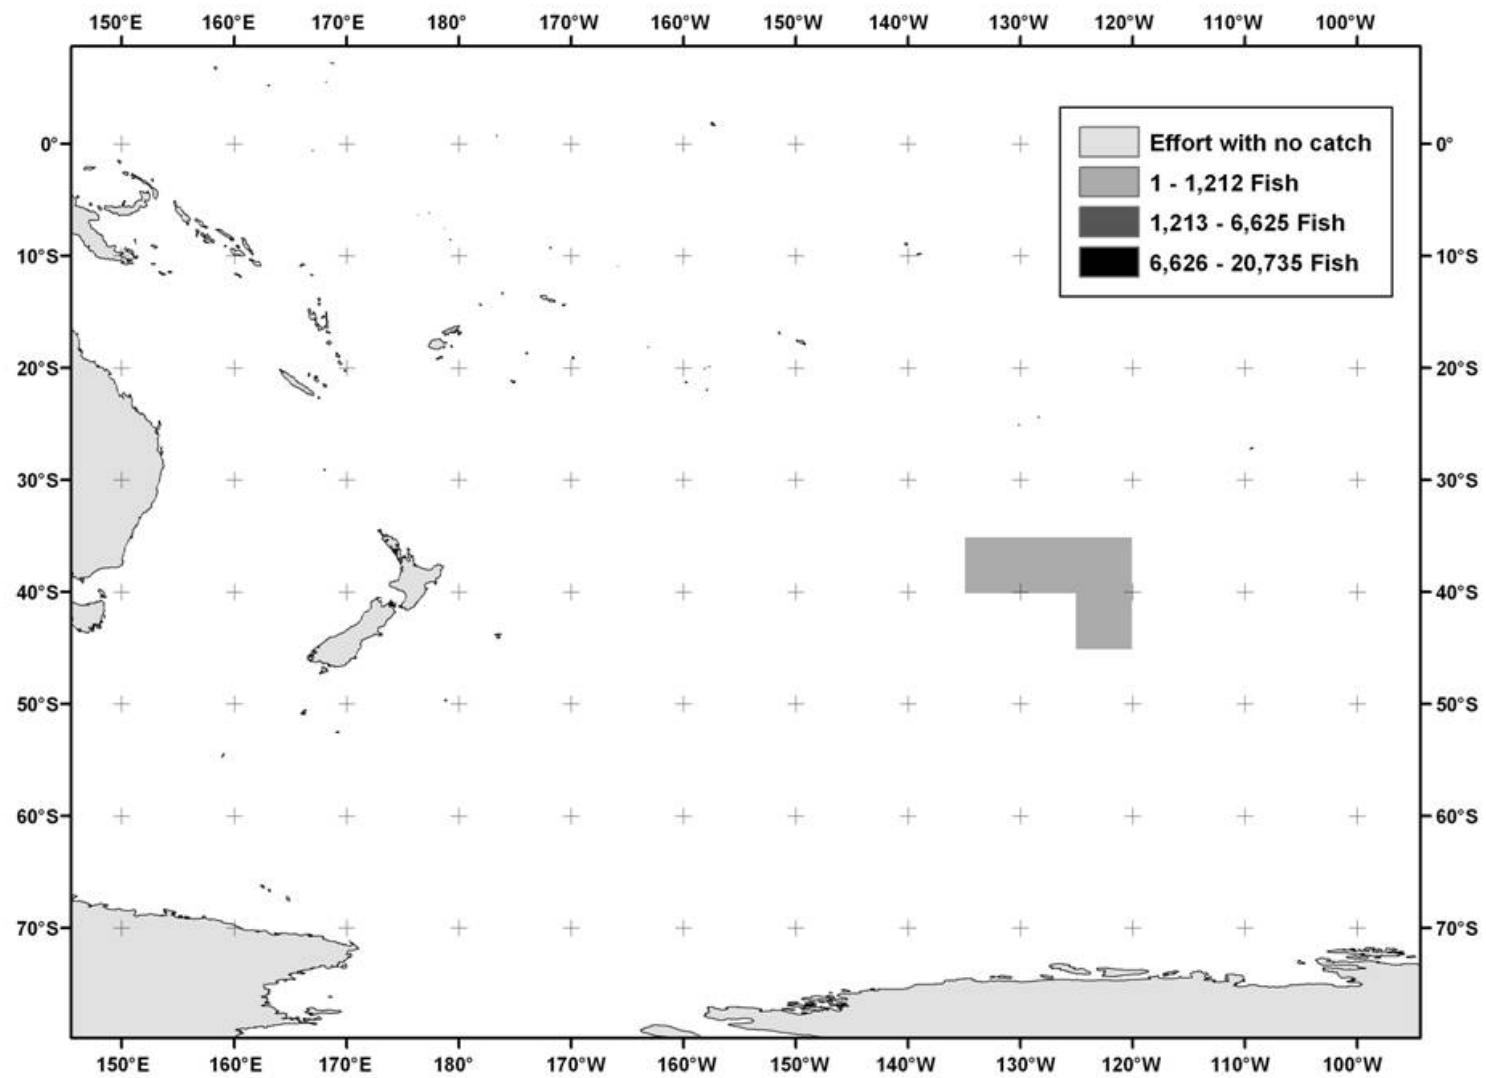 150°E 160°E 170°E 180° 170°W 160°W 150°W 140°W 130°W 120°W 110°W 100°W
Effort with no catch
1 - 1,212 Fish
1,213 - 6,625 Fish
6,626 - 20,735 Fish
0° 0°
10°S 10°S
20°S 20°S
30°S 30°S
40°S 40°S
50°S 50°S
60°S 60°S
70°S 70°S
150°E 160°E 170°E 180° 170°W 160°W 150°W 140°W 130°W 120°W 110°W 100°W